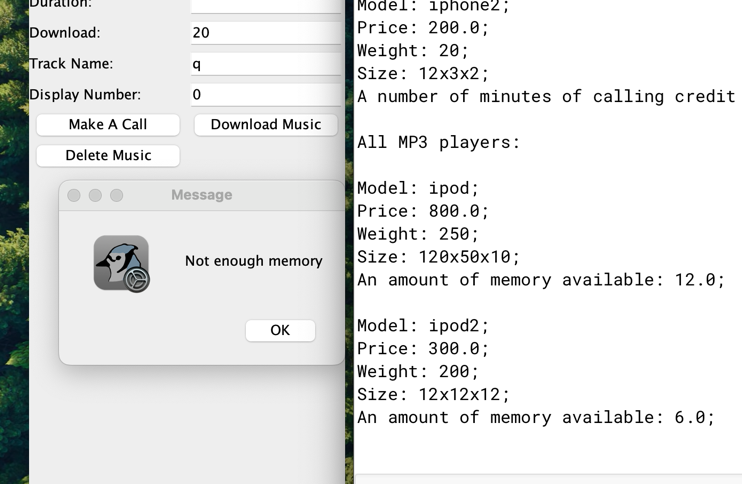 Duration:
Download:
20
Track Name:
q
Display Number:
0
Make A Call
Download Music
Delete Music
Message
Not enough memory
OK
Model: iphone2;
Price: 200.0;
Weight: 20;
Size: 12x3x2;
A number of minutes of calling credit
All MP3 players:
Model: ipod;
Price: 800.0;
Weight: 250;
Size: 120x50x10;
An amount of memory available: 12.0;
Model: ipod2;
Price: 300.0;
Weight: 200;
Size: 12x12x12;
An amount of memory available: 6.0;